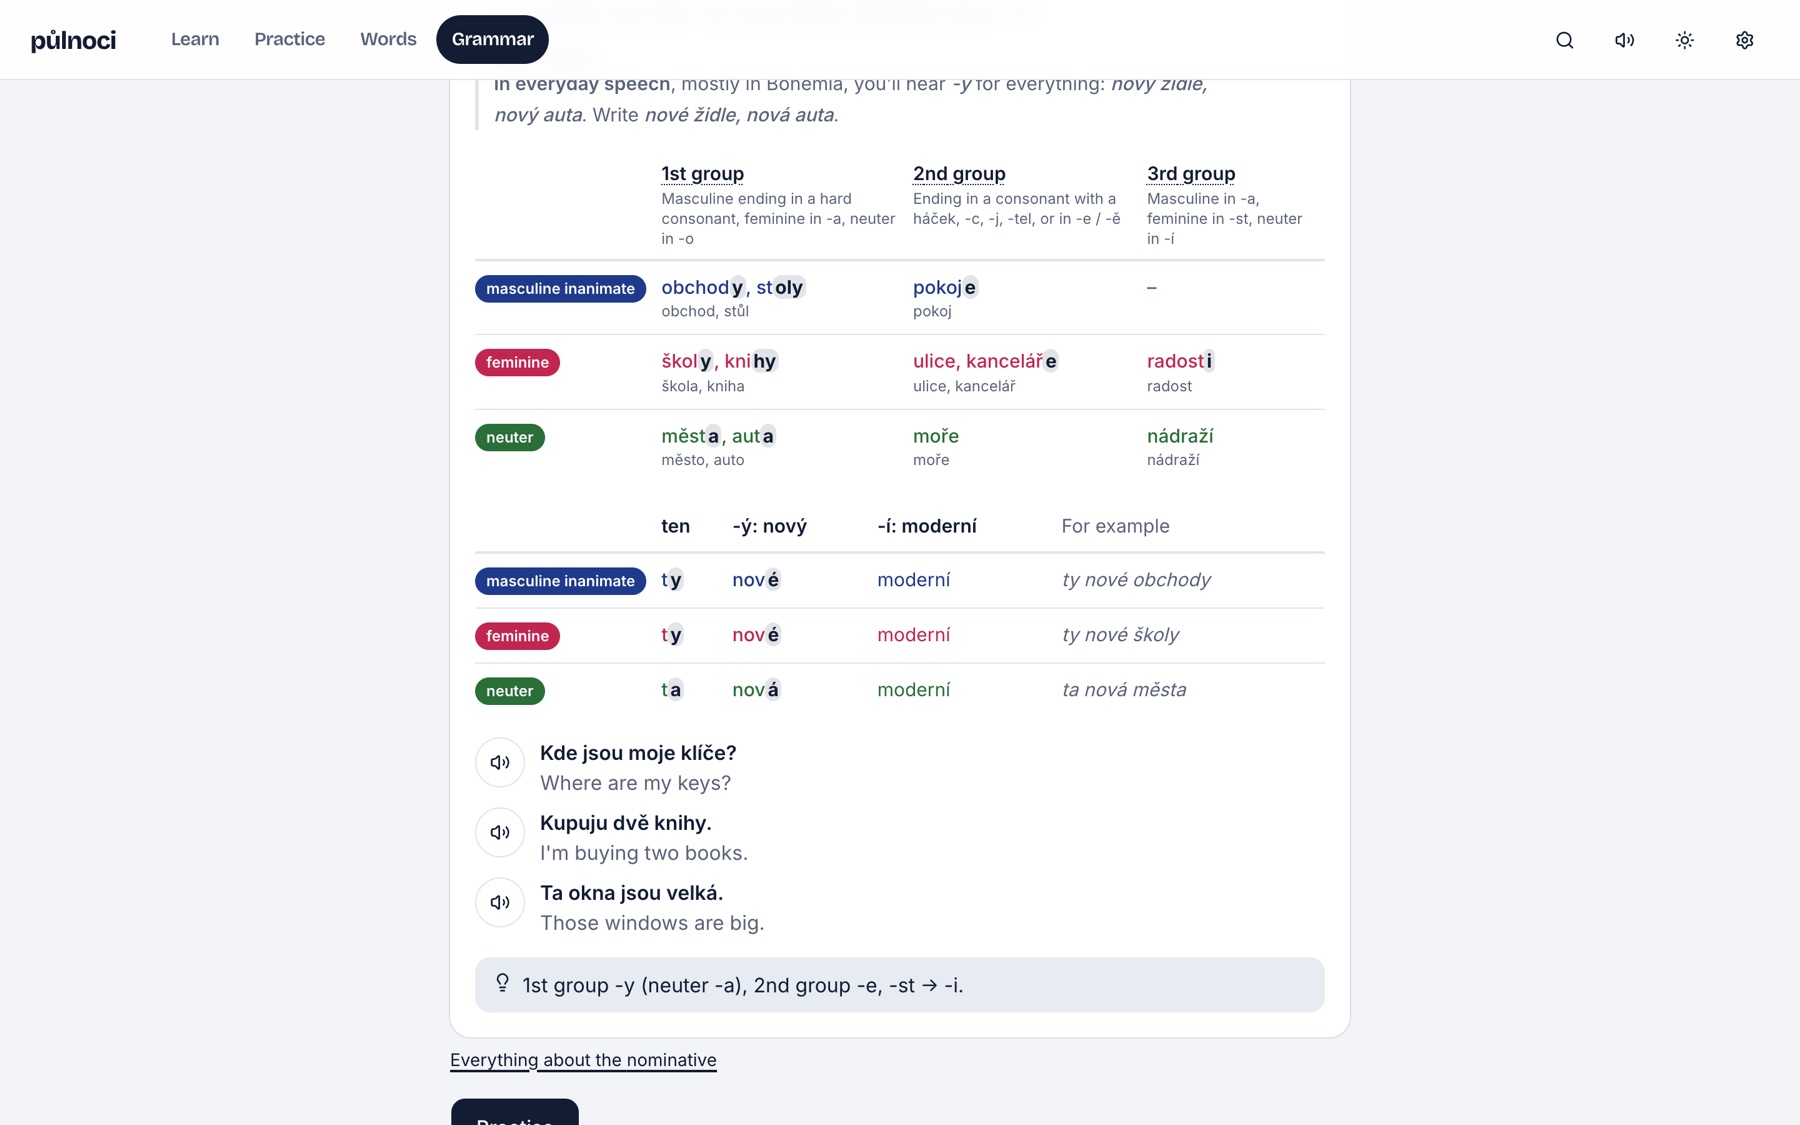 půlnoci Learn Practice Words Grammar
In everyday speech, mostly in Bohemia, you'll hear -ý for everything: nový židle,
nový auta. Write nové židle, nová auta.
1st group 2nd group 3rd group
Masculine ending in a hard Ending in a consonant with a Masculine in -a,
consonant, feminine in -a, neuter háček, -c, -j, -tel, or in -e / -ě feminine in -st, neuter
in -o in -í
masculine inanimate obchody, stoly pokoje –
obchod, stůl pokoj
feminine školy, knihy ulice, kanceláře radosti
škola, kniha ulice, kancelář radost
neuter města, auta moře nádraží
město, auto moře nádraží
ten -ý: nový -í: moderní For example
masculine inanimate ty nové moderní ty nové obchody
feminine ty nové moderní ty nové školy
neuter ta nová moderní ta nová města
Kde jsou moje klíče?
Where are my keys?
Kupuju dvě knihy.
I'm buying two books.
Ta okna jsou velká.
Those windows are big.
1st group -y (neuter -a), 2nd group -e, -st → -i.
Everything about the nominative
Practice